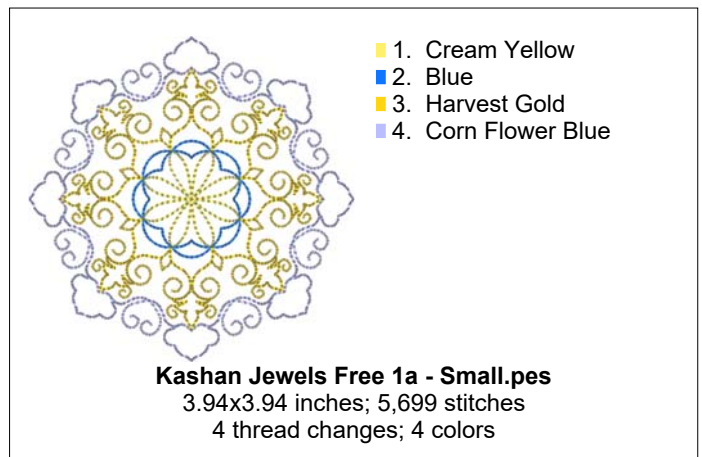 1. Cream Yellow
2. Blue
3. Harvest Gold
4. Corn Flower Blue
Kashan Jewels Free 1a - Small.pes
3.94x3.94 inches; 5,699 stitches
4 thread changes; 4 colors